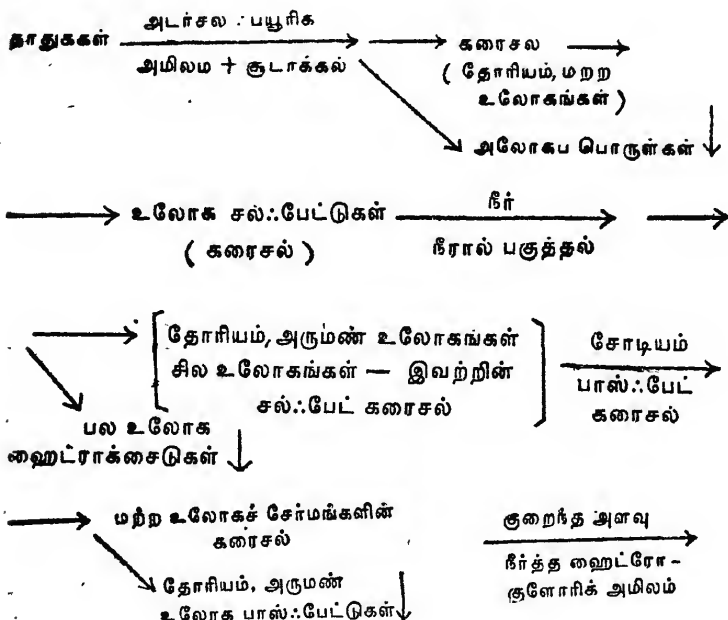 அடர்சல ஃபயூரிக
தாதுககள்
அமிலம + சூடாக்கல்
கரைசல
( தோரியம், மறற
உலோகங்கள் )
அலோகப பொருள்கள்
உலோக சல்ஃபேட்டுகள்
( கரைசல் )
நீர்
நீரால் பகுத்தல்
தோரியம், அருமண் உலோகங்கள்
சில உலோகங்கள் — இவற்றின்
சல்ஃபேட் கரைசல்
சோடியம்
பாஸ்ஃபேட்
கரைசல்
பல உலோக
ஹைட்ராக்சைடுகள்
மற்ற உலோகச் சேர்மங்களின்
கரைசல்
தோரியம், அருமண்
உலோக பாஸ்ஃபேட்டுகள்
குறைந்த அளவு
நீர்த்த ஹைட்ரோ -
குளோரிக் அமிலம்